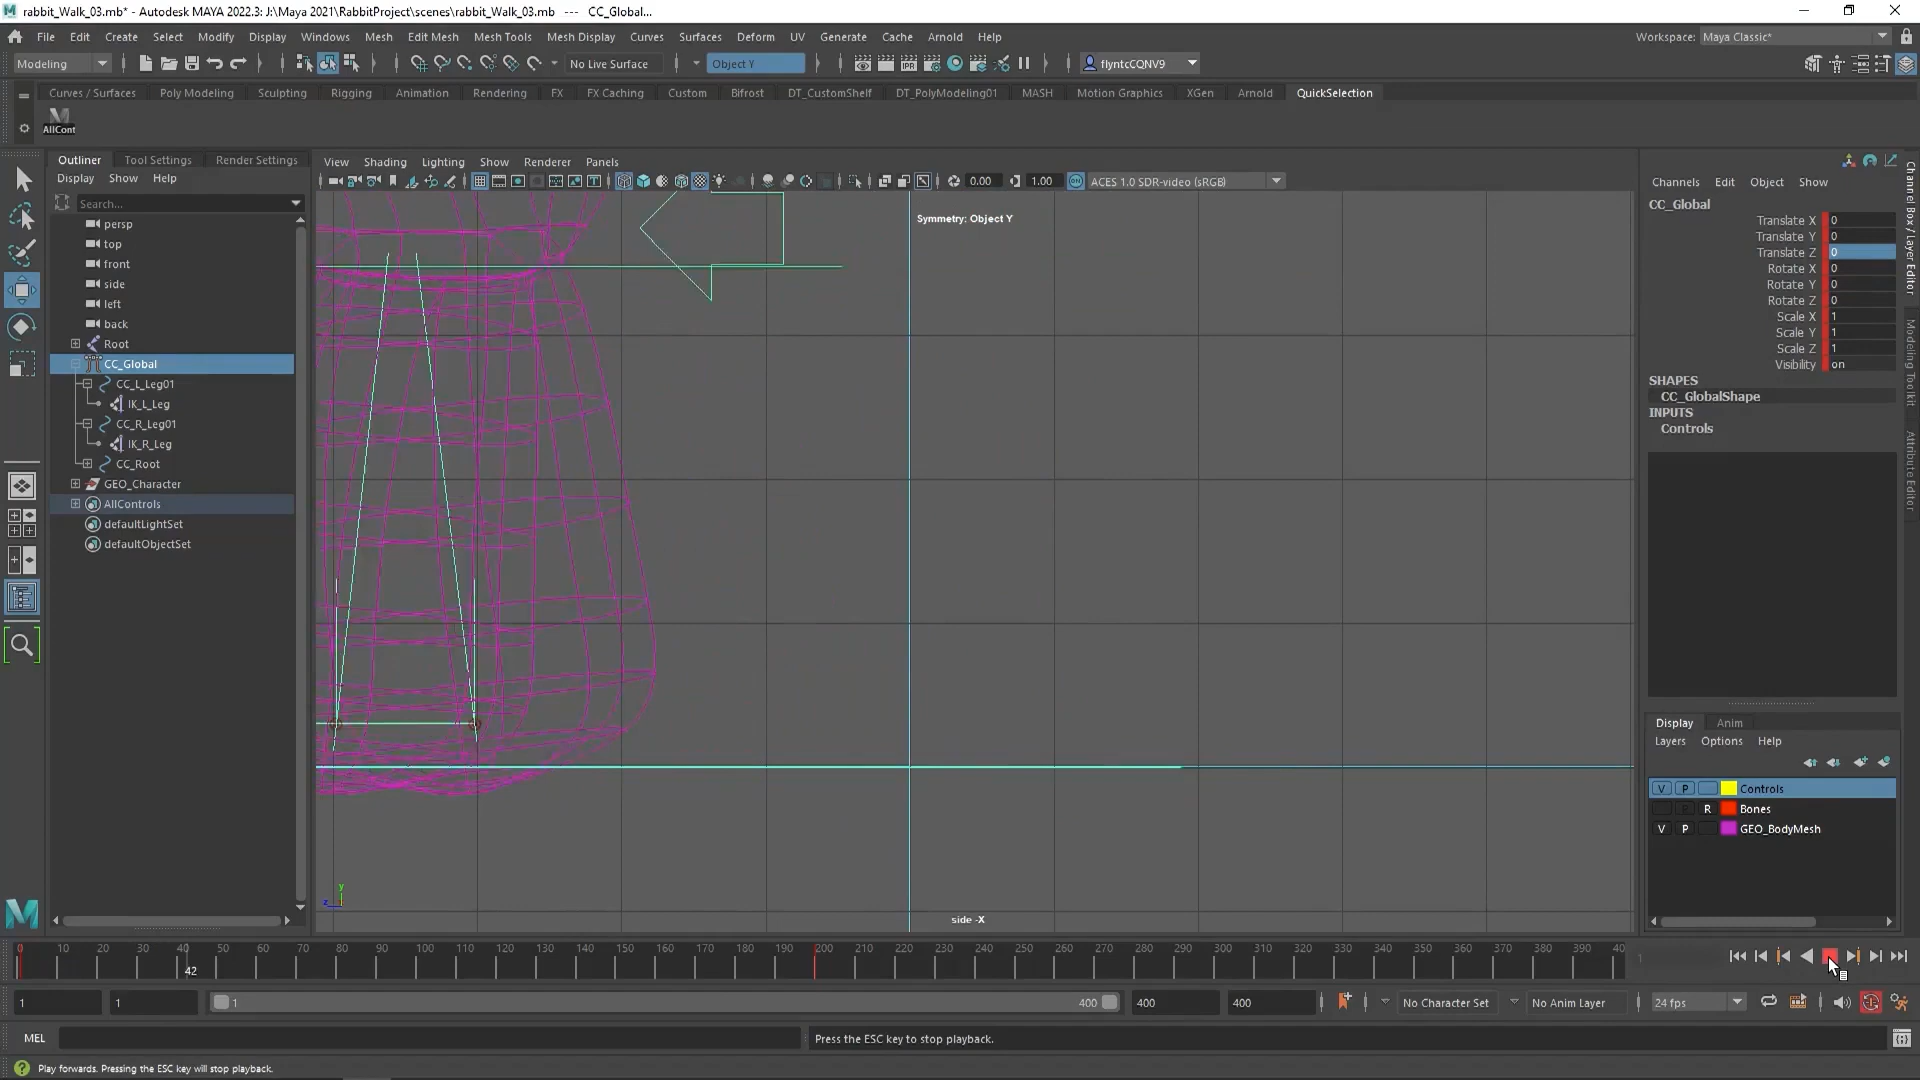 rabbit_Walk_03.mb* - Autodesk MAYA 2022.3: J:\Maya 2021\RabbitProject\scenes\rabbit_Walk_03.mb   ---   CC_Global...
File Edit Create Select Modify Display Windows Mesh Edit Mesh Mesh Tools Mesh Display Curves Surfaces Deform UV Generate Cache Arnold Help
Workspace: Maya Classic*
Modeling
No Live Surface
Object Y
flyntcCQNV9
Curves / Surfaces Poly Modeling Sculpting Rigging Animation Rendering FX FX Caching Custom Bifrost DT_CustomShelf DT_PolyModeling01 MASH Motion Graphics XGen Arnold QuickSelection
AllCont
Outliner Tool Settings Render Settings
Display Show Help
Search...
persp
top
front
side
left
back
Root
CC_Global
CC_L_Leg01
IK_L_Leg
CC_R_Leg01
IK_R_Leg
CC_Root
GEO_Character
AllControls
defaultLightSet
defaultObjectSet
View Shading Lighting Show Renderer Panels
0.00
1.00
ACES 1.0 SDR-video (sRGB)
Symmetry: Object Y
y
z
side -X
Channels Edit Object Show
CC_Global
Translate X 0
Translate Y 0
Translate Z 0
Rotate X 0
Rotate Y 0
Rotate Z 0
Scale X 1
Scale Y 1
Scale Z 1
Visibility on
SHAPES
CC_GlobalShape
INPUTS
Controls
Channel Box / Layer Editor
Modeling Toolkit
Attribute Editor
Display Anim
Layers Options Help
V P Controls
R Bones
V P GEO_BodyMesh
0 10 20 30 40 50 60 70 80 90 100 110 120 130 140 150 160 170 180 190 200 210 220 230 240 250 260 270 280 290 300 310 320 330 340 350 360 370 380 390 40
42
1
1
1
1
400
400
400
No Character Set
No Anim Layer
24 fps
MEL
Press the ESC key to stop playback.
Play forwards. Pressing the ESC key will stop playback.